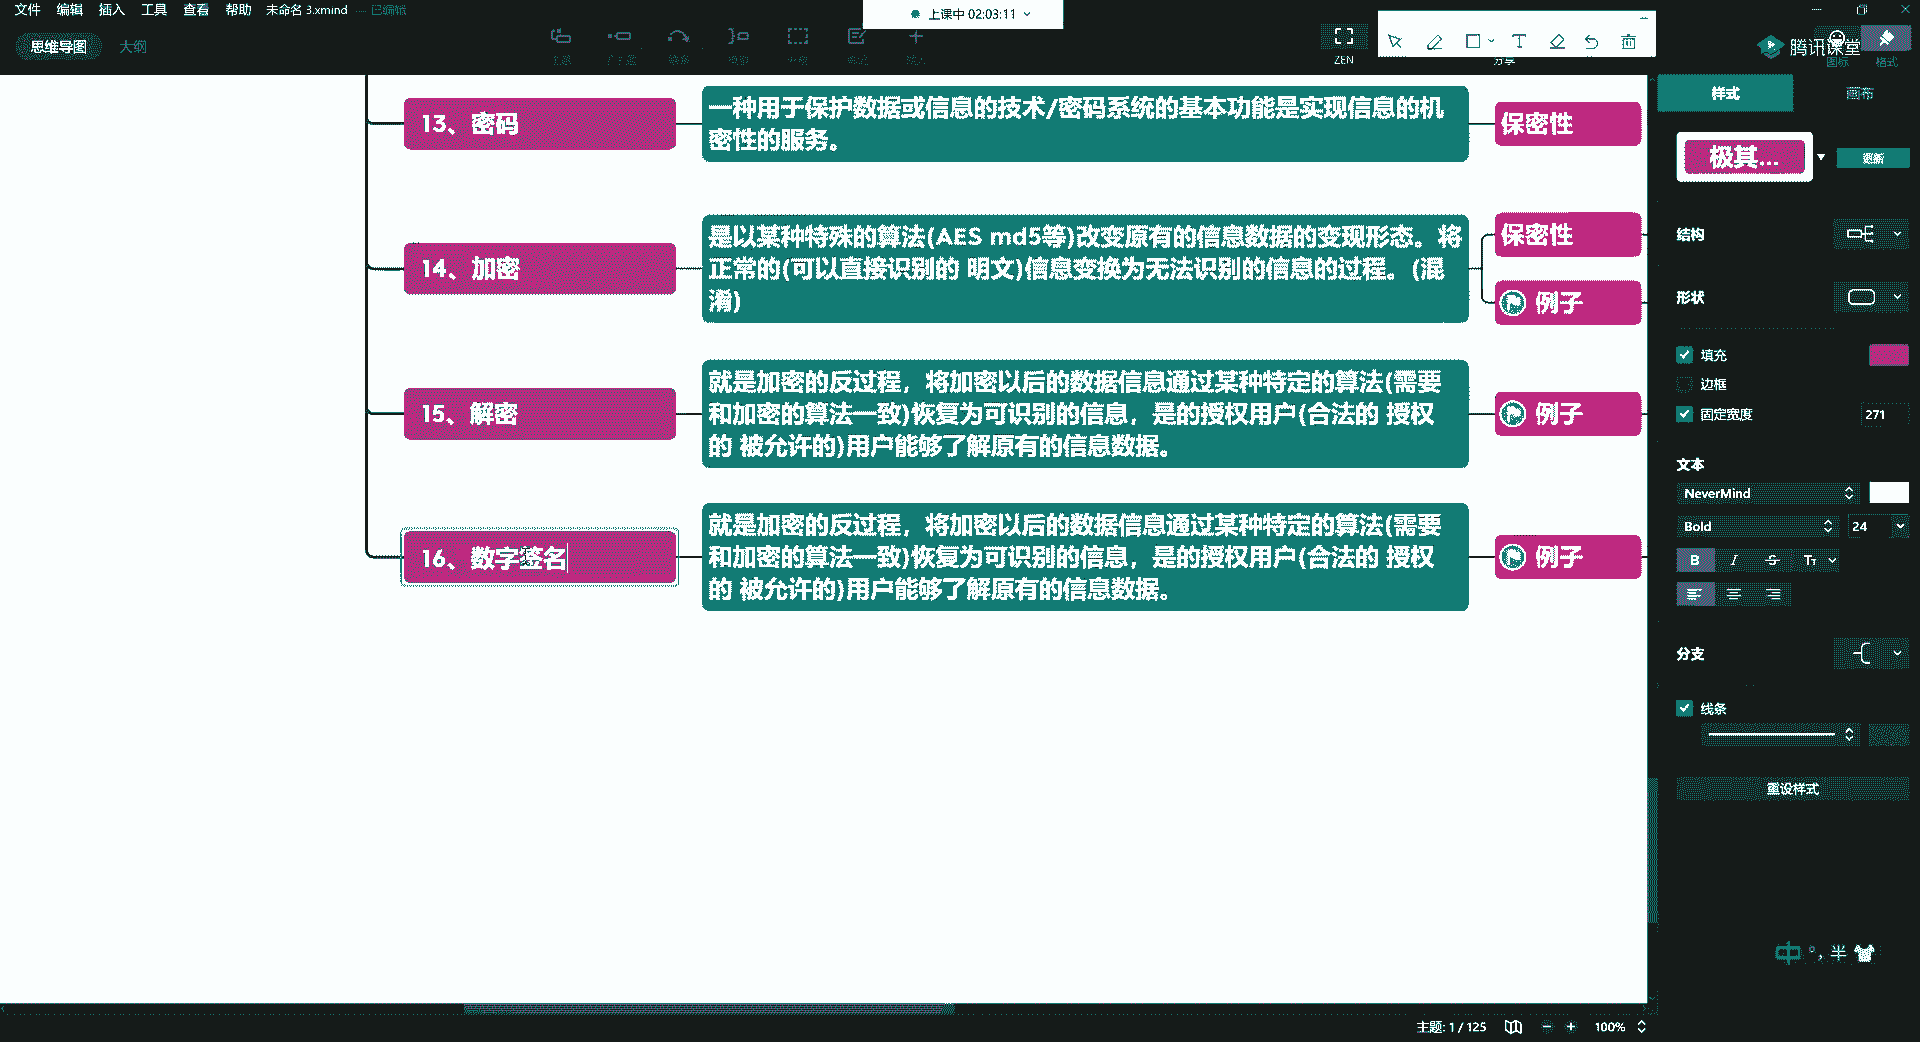 文件 编辑 插入 工具 查看 帮助 未命名 3.xmind — 已编辑
上课中 02:03:11
思维导图 大纲
ZEN
分享
腾讯课堂
图标 格式
样式 画布
13、密码
一种用于保护数据或信息的技术/密码系统的基本功能是实现信息的机
密性的服务。
保密性
14、加密
是以某种特殊的算法(AES md5等)改变原有的信息数据的变现形态。将
正常的(可以直接识别的 明文)信息变换为无法识别的信息的过程。(混
淆)
保密性
例子
15、解密
就是加密的反过程，将加密以后的数据信息通过某种特定的算法(需要
和加密的算法一致)恢复为可识别的信息，是的授权用户(合法的 授权
的 被允许的)用户能够了解原有的信息数据。
例子
16、数字签名
就是加密的反过程，将加密以后的数据信息通过某种特定的算法(需要
和加密的算法一致)恢复为可识别的信息，是的授权用户(合法的 授权
的 被允许的)用户能够了解原有的信息数据。
例子
极其...
更新
结构
形状
填充
边框
固定宽度 271
文本
NeverMind
Bold 24
B I S Tт
分支
线条
重设样式
中 °, 半
主题: 1 / 125 100%